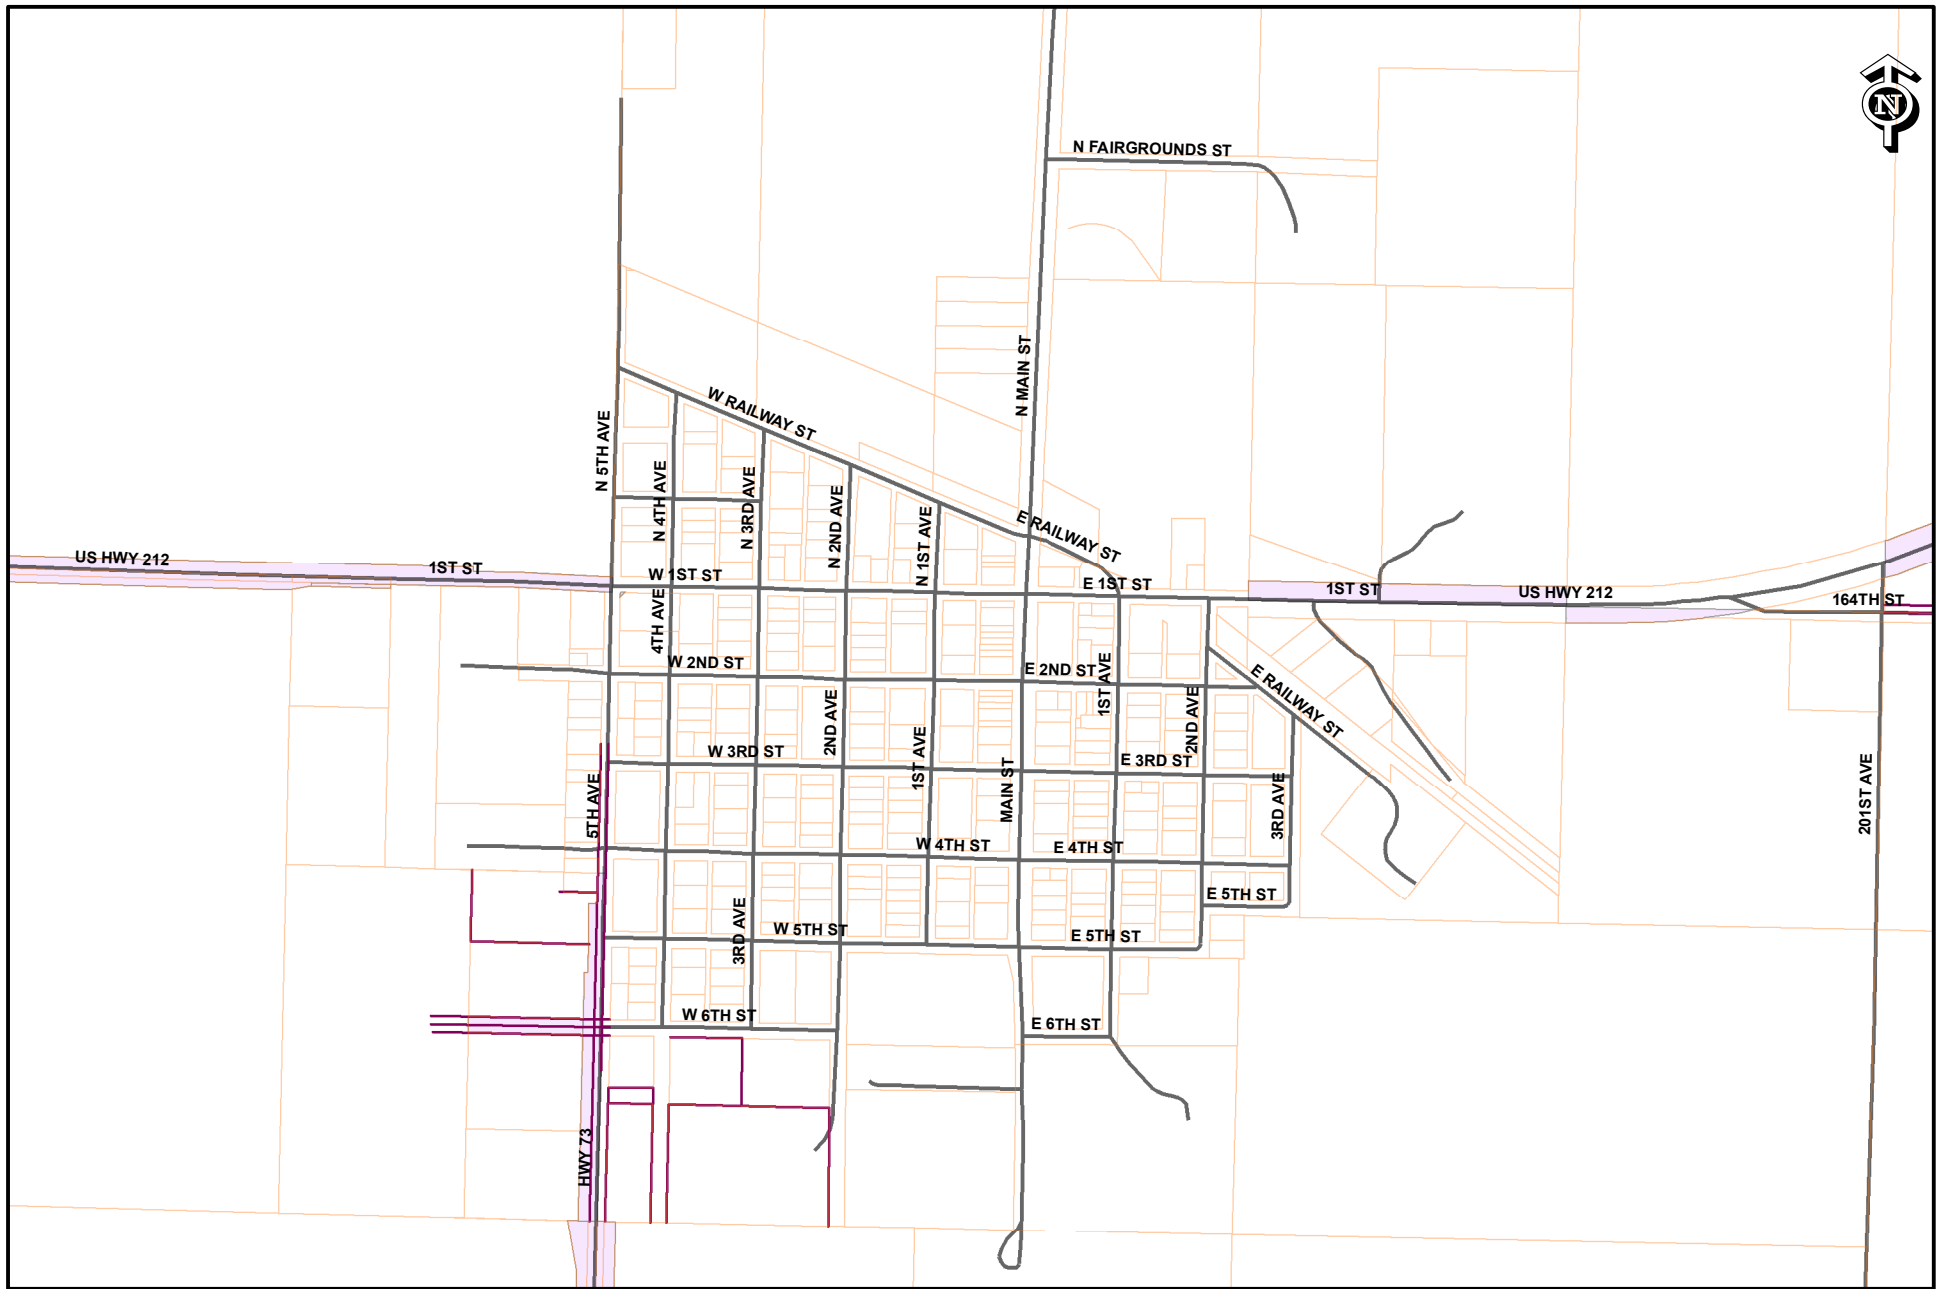 N
N FAIRGROUNDS ST
N MAIN ST
W RAILWAY ST
N 5TH AVE
N 4TH AVE
N 3RD AVE
N 2ND AVE
N 1ST AVE
E RAILWAY ST
US HWY 212
1ST ST
W 1ST ST
E 1ST ST
1ST ST
US HWY 212
164TH ST
4TH AVE
W 2ND ST
E 2ND ST
1ST AVE
2ND AVE
E RAILWAY ST
2ND AVE
W 3RD ST
1ST AVE
MAIN ST
E 3RD ST
5TH AVE
3RD AVE
201ST AVE
W 4TH ST
E 4TH ST
E 5TH ST
3RD AVE
W 5TH ST
E 5TH ST
W 6TH ST
E 6TH ST
HWY 73